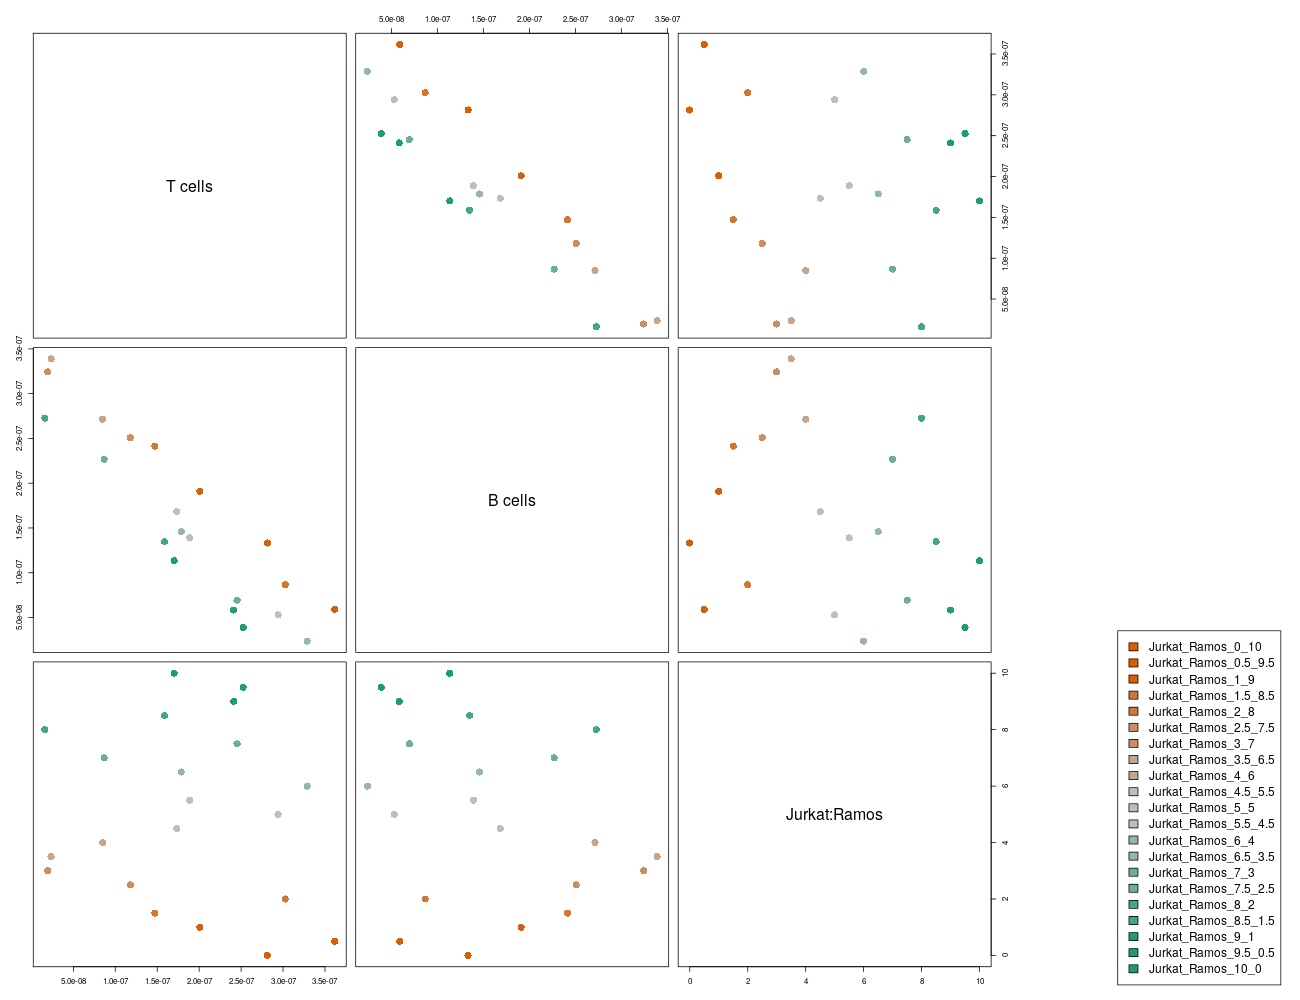 5.0e-08 1.0e-07 1.5e-07 2.0e-07 2.5e-07 3.0e-07 3.5e-07
T cells
3.5e-07
3.0e-07
2.5e-07
2.0e-07
1.5e-07
1.0e-07
5.0e-08
3.5e-07
3.0e-07
2.5e-07
2.0e-07
1.5e-07
1.0e-07
5.0e-08
B cells
Jurkat:Ramos
10
8
6
4
2
0
5.0e-08 1.0e-07 1.5e-07 2.0e-07 2.5e-07 3.0e-07 3.5e-07
0 2 4 6 8 10
Jurkat_Ramos_0_10
Jurkat_Ramos_0.5_9.5
Jurkat_Ramos_1_9
Jurkat_Ramos_1.5_8.5
Jurkat_Ramos_2_8
Jurkat_Ramos_2.5_7.5
Jurkat_Ramos_3_7
Jurkat_Ramos_3.5_6.5
Jurkat_Ramos_4_6
Jurkat_Ramos_4.5_5.5
Jurkat_Ramos_5_5
Jurkat_Ramos_5.5_4.5
Jurkat_Ramos_6_4
Jurkat_Ramos_6.5_3.5
Jurkat_Ramos_7_3
Jurkat_Ramos_7.5_2.5
Jurkat_Ramos_8_2
Jurkat_Ramos_8.5_1.5
Jurkat_Ramos_9_1
Jurkat_Ramos_9.5_0.5
Jurkat_Ramos_10_0